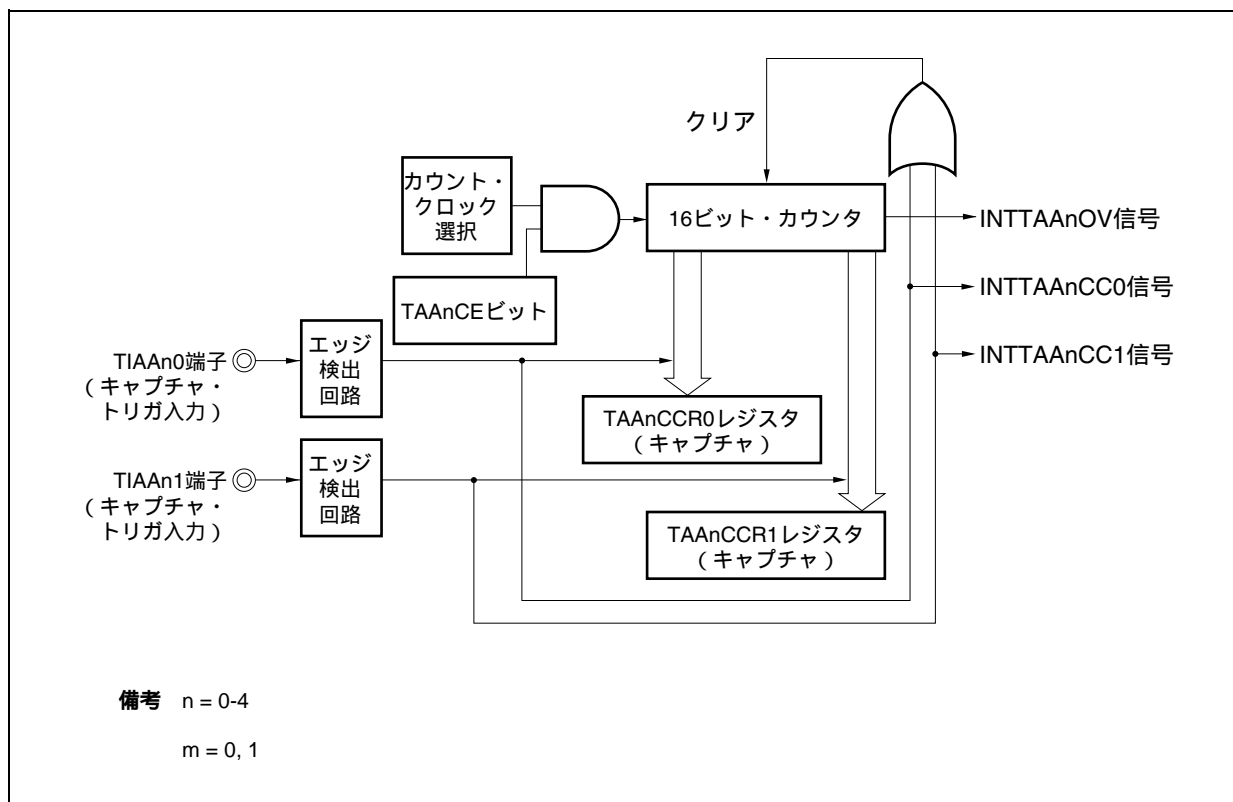 クリア
カウント・
クロック
選択
16ビット・カウンタ
INTTAAnOV信号
INTTAAnCC0信号
INTTAAnCC1信号
TAAnCEビット
TIAAn0端子
（キャプチャ・
トリガ入力）
エッジ
検出
回路
TAAnCCR0レジスタ
（キャプチャ）
TIAAn1端子
（キャプチャ・
トリガ入力）
エッジ
検出
回路
TAAnCCR1レジスタ
（キャプチャ）
備考 n = 0-4
m = 0, 1